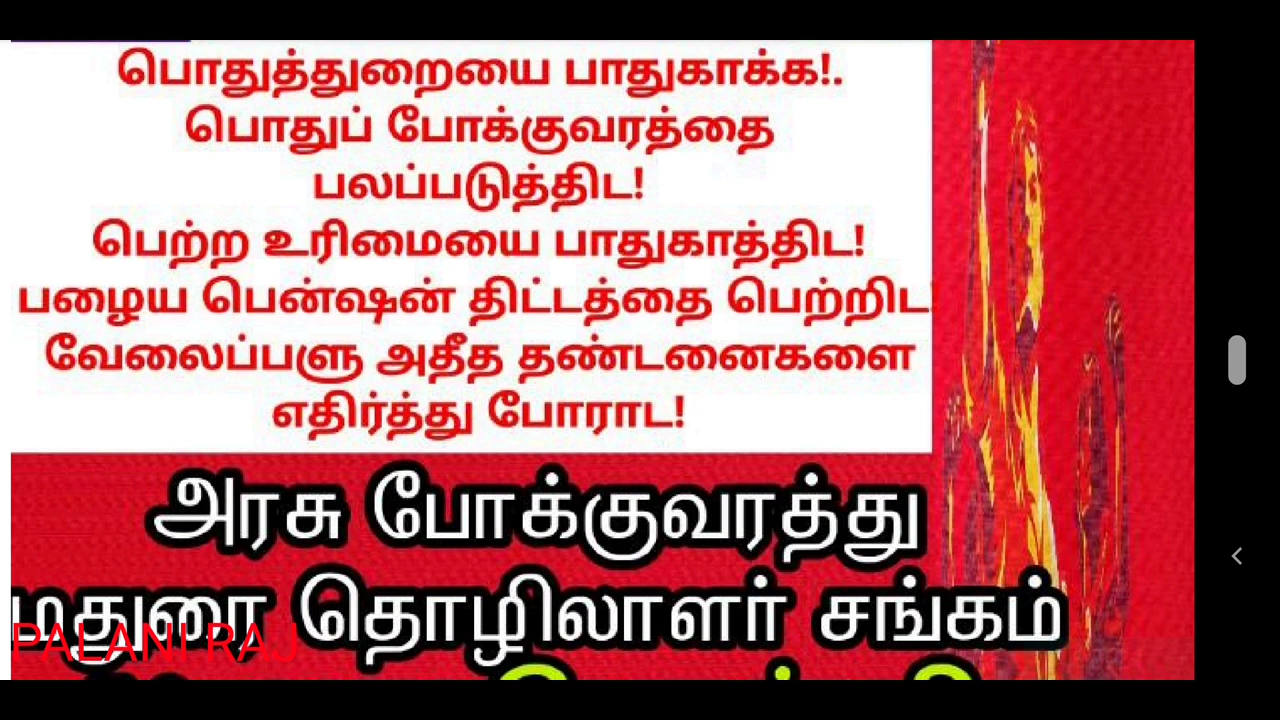 பொதுத்துறையை பாதுகாக்க!.
பொதுப் போக்குவரத்தை
பலப்படுத்திட!
பெற்ற உரிமையை பாதுகாத்திட!
பழைய பென்ஷன் திட்டத்தை பெற்றிட!
வேலைப்பளு அதீத தண்டனைகளை
எதிர்த்து போராட!
அரசு போக்குவரத்து
மதுரை தொழிலாளர் சங்கம்
PALANI RAJ